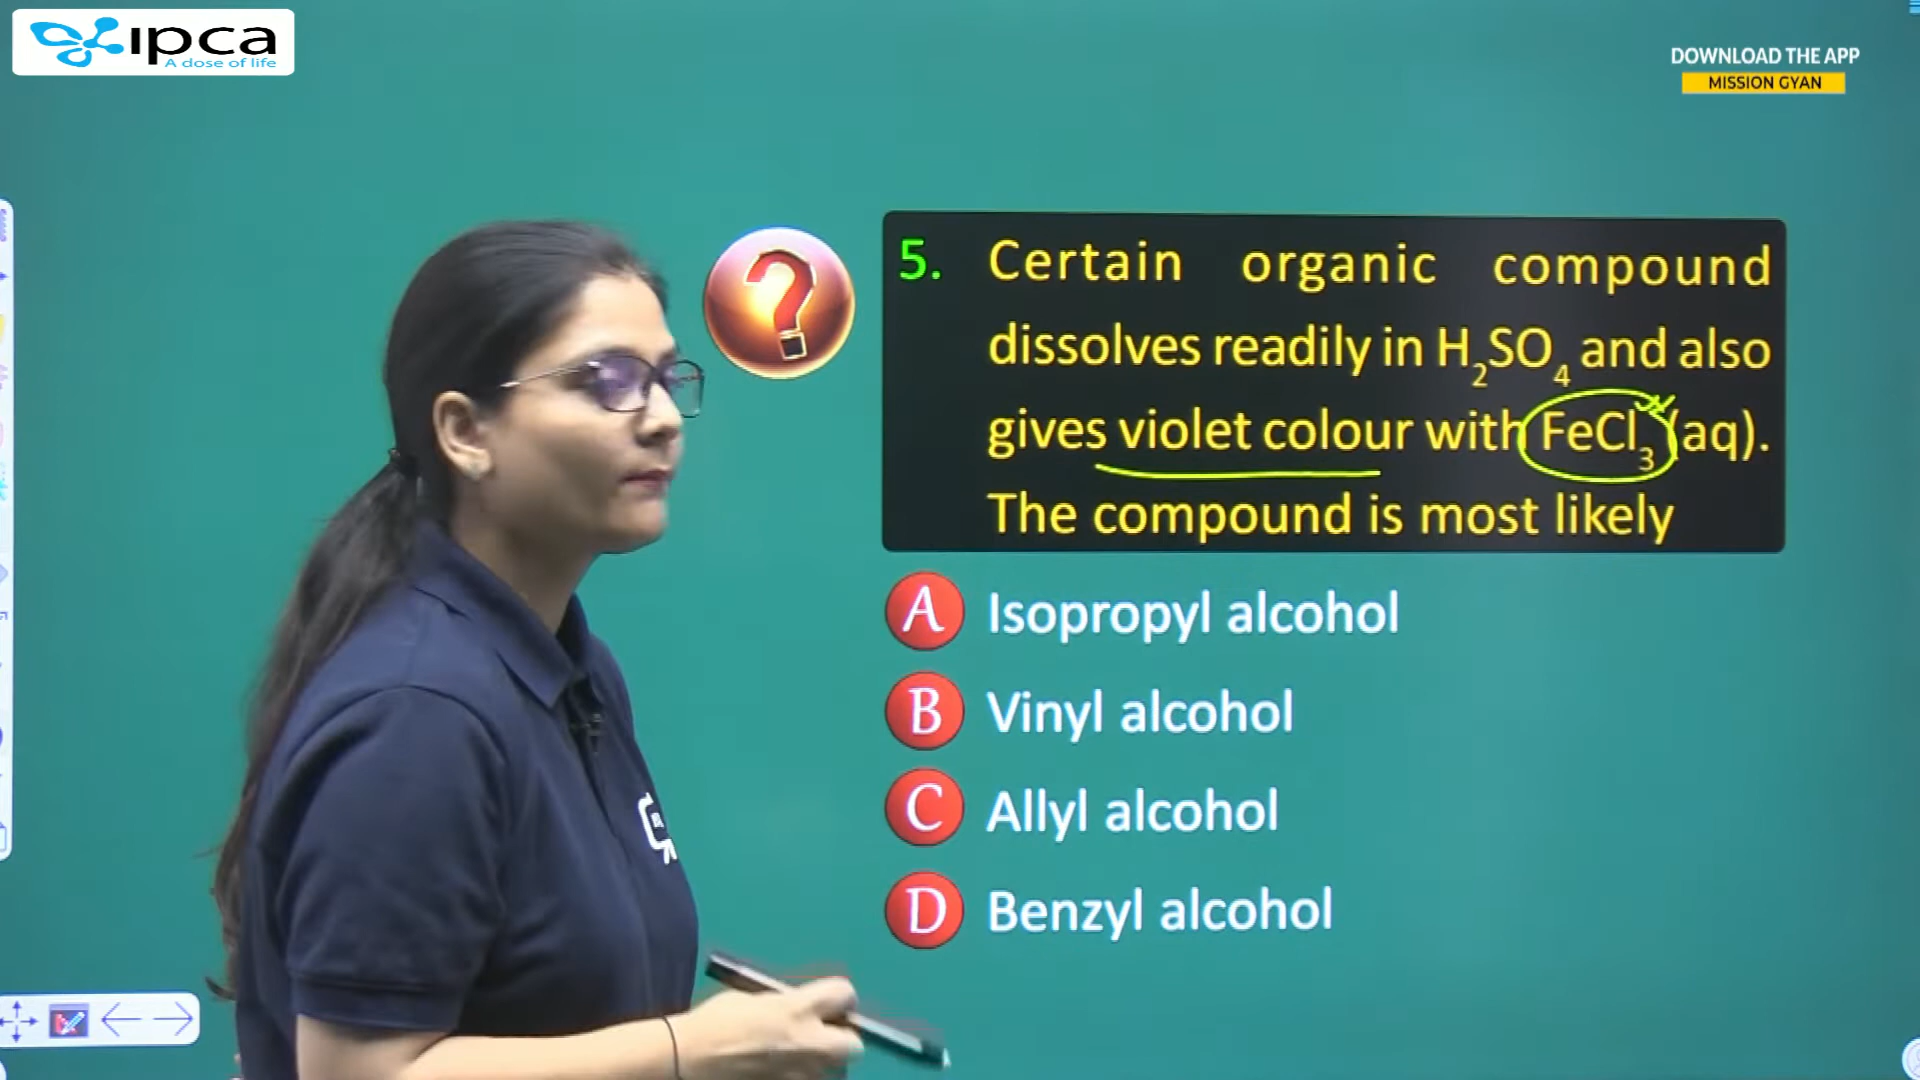 ipca
A dose of life
DOWNLOAD THE APP
MISSION GYAN
5. Certain organic compound
dissolves readily in H₂SO₄ and also
gives violet colour with FeCl₃ (aq).
The compound is most likely
A Isopropyl alcohol
B Vinyl alcohol
C Allyl alcohol
D Benzyl alcohol